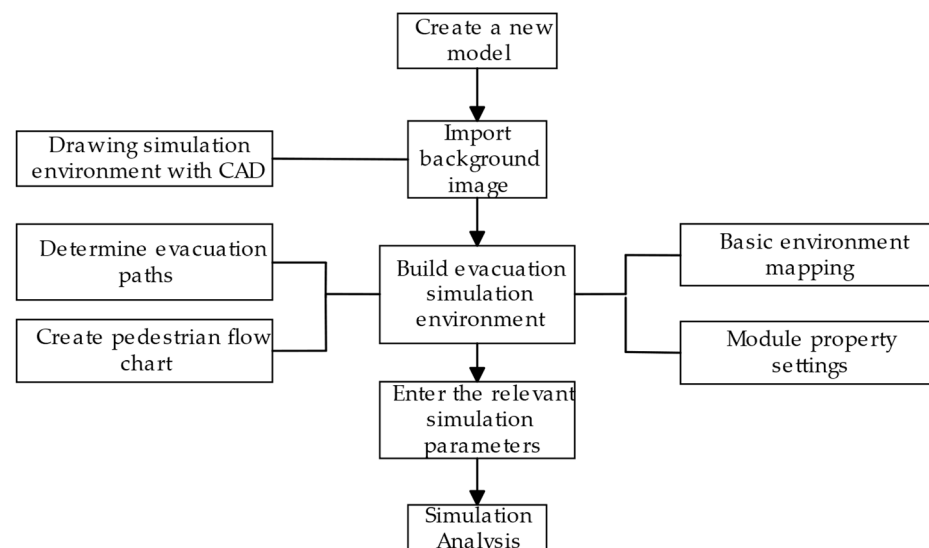 Create a new
model
Import
background
image
Drawing simulation
environment with CAD
Determine evacuation
paths
Create pedestrian flow
chart
Build evacuation
simulation
environment
Basic environment
mapping
Module property
settings
Enter the relevant
simulation
parameters
Simulation
Analysis